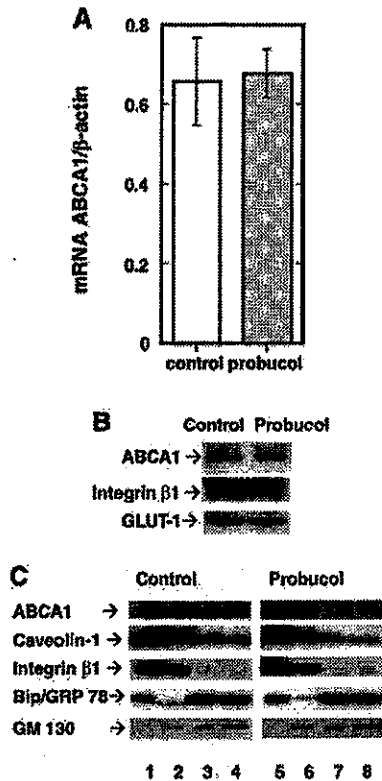 A
mRNA ABCA1/β-actin
0.8
0.6
0.4
0.2
0
control probucol
B
Control Probucol
ABCA1→
Integrin β1→
GLUT-1→
C
Control Probucol
ABCA1 →
Caveolin-1 →
Integrin β1 →
Bip/GRP 78→
GM 130 →
1 2 3 4 5 6 7 8